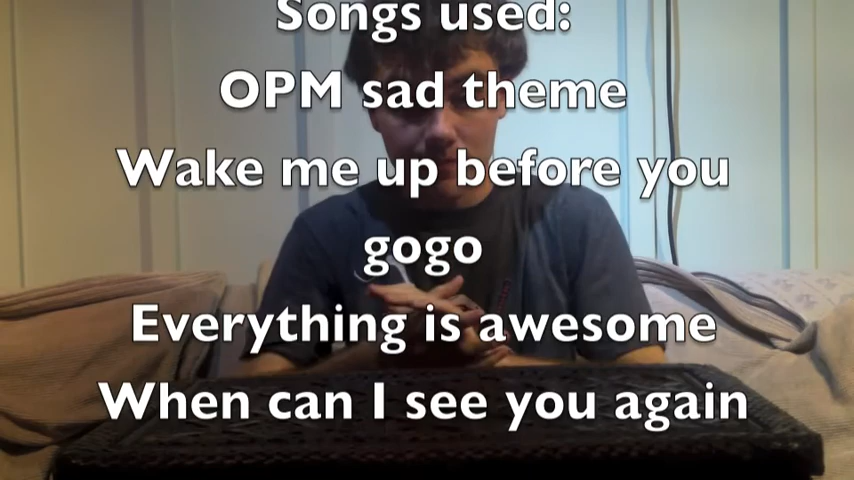 Songs used:
OPM sad theme
Wake me up before you
gogo
Everything is awesome
When can I see you again